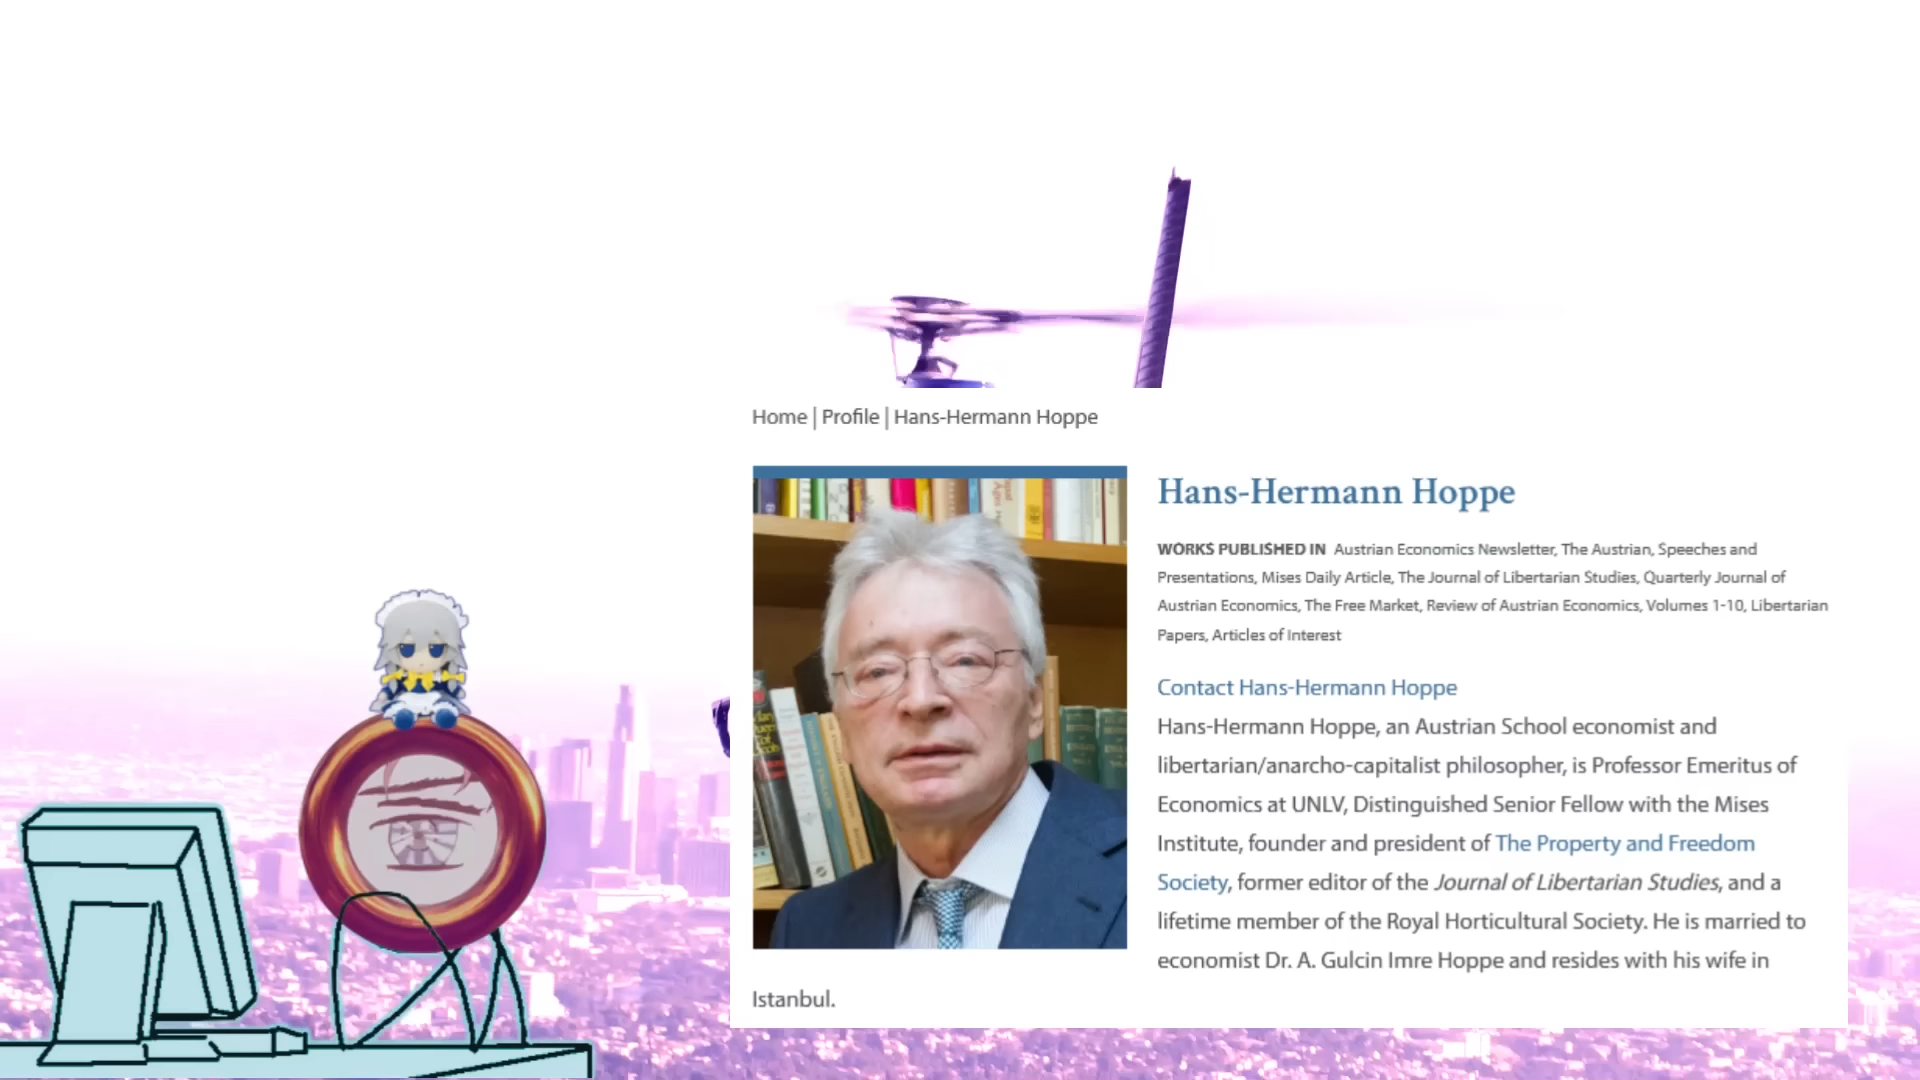 Home | Profile | Hans-Hermann Hoppe
Hans-Hermann Hoppe
WORKS PUBLISHED IN Austrian Economics Newsletter, The Austrian, Speeches and
Presentations, Mises Daily Article, The Journal of Libertarian Studies, Quarterly Journal of
Austrian Economics, The Free Market, Review of Austrian Economics, Volumes 1-10, Libertarian
Papers, Articles of Interest
Contact Hans-Hermann Hoppe
Hans-Hermann Hoppe, an Austrian School economist and
libertarian/anarcho-capitalist philosopher, is Professor Emeritus of
Economics at UNLV, Distinguished Senior Fellow with the Mises
Institute, founder and president of The Property and Freedom
Society, former editor of the Journal of Libertarian Studies, and a
lifetime member of the Royal Horticultural Society. He is married to
economist Dr. A. Gulcin Imre Hoppe and resides with his wife in
Istanbul.